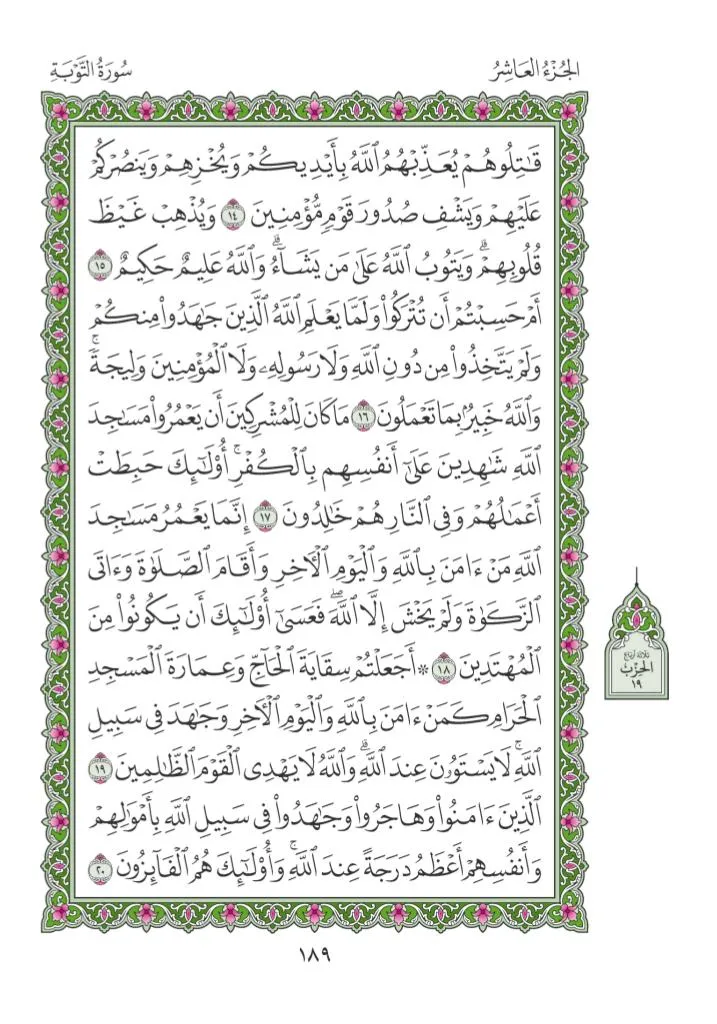 الجُزْءُ العَاشِرُ
سُورَةُ التَّوْبَةِ
قَٰتِلُوهُمْ يُعَذِّبْهُمُ ٱللَّهُ بِأَيْدِيكُمْ وَيُخْزِهِمْ وَيَنصُرْكُمْ
عَلَيْهِمْ وَيَشْفِ صُدُورَ قَوْمٍ مُّؤْمِنِينَ ١٤ وَيُذْهِبْ غَيْظَ
قُلُوبِهِمْۗ وَيَتُوبُ ٱللَّهُ عَلَىٰ مَن يَشَآءُۗ وَٱللَّهُ عَلِيمٌ حَكِيمٌ ١٥
أَمْ حَسِبْتُمْ أَن تُتْرَكُوا۟ وَلَمَّا يَعْلَمِ ٱللَّهُ ٱلَّذِينَ جَٰهَدُوا۟ مِنكُمْ
وَلَمْ يَتَّخِذُوا۟ مِن دُونِ ٱللَّهِ وَلَا رَسُولِهِۦ وَلَا ٱلْمُؤْمِنِينَ وَلِيجَةًۚ
وَٱللَّهُ خَبِيرٌۢ بِمَا تَعْمَلُونَ ١٦ مَا كَانَ لِلْمُشْرِكِينَ أَن يَعْمُرُوا۟ مَسَٰجِدَ
ٱللَّهِ شَٰهِدِينَ عَلَىٰٓ أَنفُسِهِم بِٱلْكُفْرِۚ أُو۟لَٰٓئِكَ حَبِطَتْ
أَعْمَٰلُهُمْ وَفِى ٱلنَّارِ هُمْ خَٰلِدُونَ ١٧ إِنَّمَا يَعْمُرُ مَسَٰجِدَ
ٱللَّهِ مَنْ ءَامَنَ بِٱللَّهِ وَٱلْيَوْمِ ٱلْءَاخِرِ وَأَقَامَ ٱلصَّلَوٰةَ وَءَاتَى
ٱلزَّكَوٰةَ وَلَمْ يَخْشَ إِلَّا ٱللَّهَۖ فَعَسَىٰٓ أُو۟لَٰٓئِكَ أَن يَكُونُوا۟ مِنَ
ٱلْمُهْتَدِينَ ١٨ ۞ أَجَعَلْتُمْ سِقَايَةَ ٱلْحَآجِّ وَعِمَارَةَ ٱلْمَسْجِدِ
ٱلْحَرَامِ كَمَنْ ءَامَنَ بِٱللَّهِ وَٱلْيَوْمِ ٱلْءَاخِرِ وَجَٰهَدَ فِى سَبِيلِ
ٱللَّهِۚ لَا يَسْتَوُۥنَ عِندَ ٱللَّهِۗ وَٱللَّهُ لَا يَهْدِى ٱلْقَوْمَ ٱلظَّٰلِمِينَ ١٩
ٱلَّذِينَ ءَامَنُوا۟ وَهَاجَرُوا۟ وَجَٰهَدُوا۟ فِى سَبِيلِ ٱللَّهِ بِأَمْوَٰلِهِمْ
وَأَنفُسِهِمْ أَعْظَمُ دَرَجَةً عِندَ ٱللَّهِۚ وَأُو۟لَٰٓئِكَ هُمُ ٱلْفَآئِزُونَ ٢٠
ثلاثة أرباع
الحزب
١٩
١٨٩